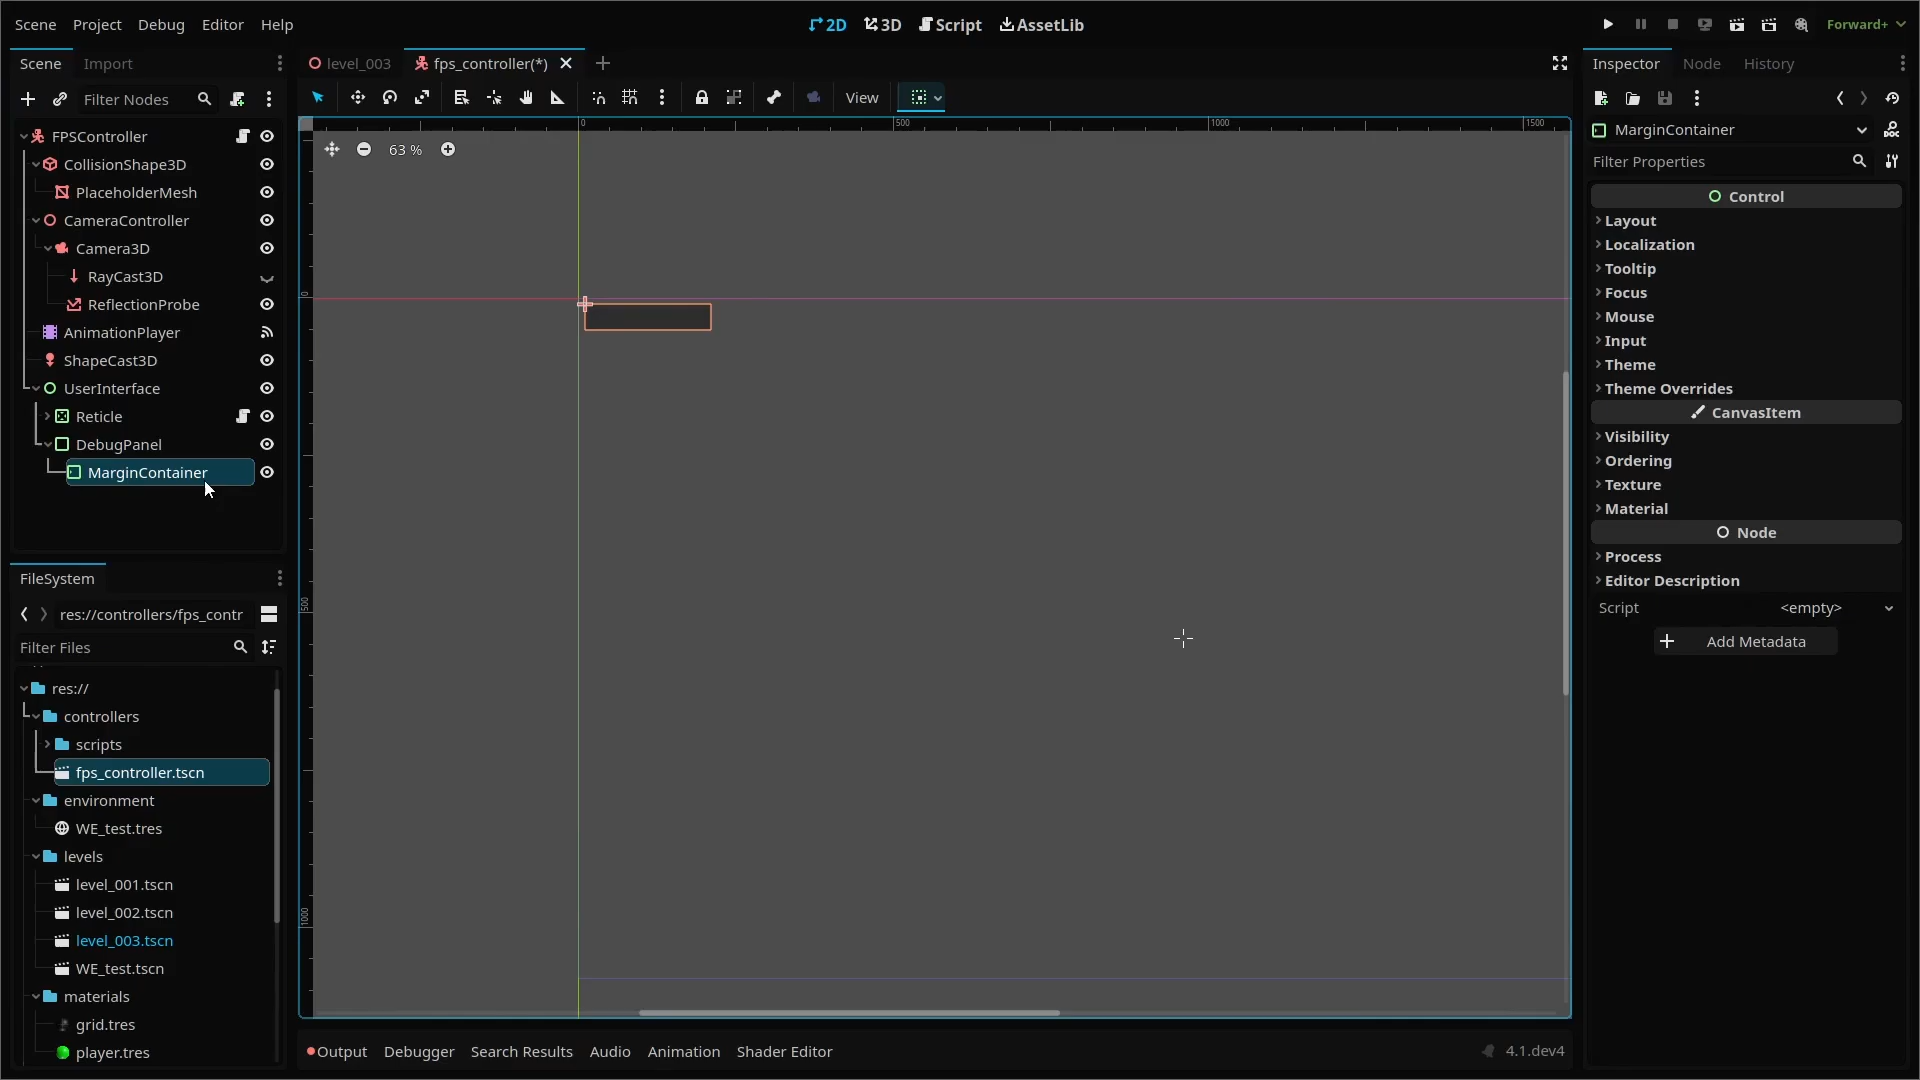 Scene Project Debug Editor Help
2D 3D Script AssetLib
Forward+
Scene Import
Filter Nodes
FPSController
CollisionShape3D
PlaceholderMesh
CameraController
Camera3D
RayCast3D
ReflectionProbe
AnimationPlayer
ShapeCast3D
UserInterface
Reticle
DebugPanel
MarginContainer
FileSystem
res://controllers/fps_contr
Filter Files
res://
controllers
scripts
fps_controller.tscn
environment
WE_test.tres
levels
level_001.tscn
level_002.tscn
level_003.tscn
WE_test.tscn
materials
grid.tres
player.tres
level_003 fps_controller(*)
View
0 500 1000 1500
63 %
0
500
1000
Output Debugger Search Results Audio Animation Shader Editor
4.1.dev4
Inspector Node History
MarginContainer
Filter Properties
Control
Layout
Localization
Tooltip
Focus
Mouse
Input
Theme
Theme Overrides
CanvasItem
Visibility
Ordering
Texture
Material
Node
Process
Editor Description
Script <empty>
Add Metadata